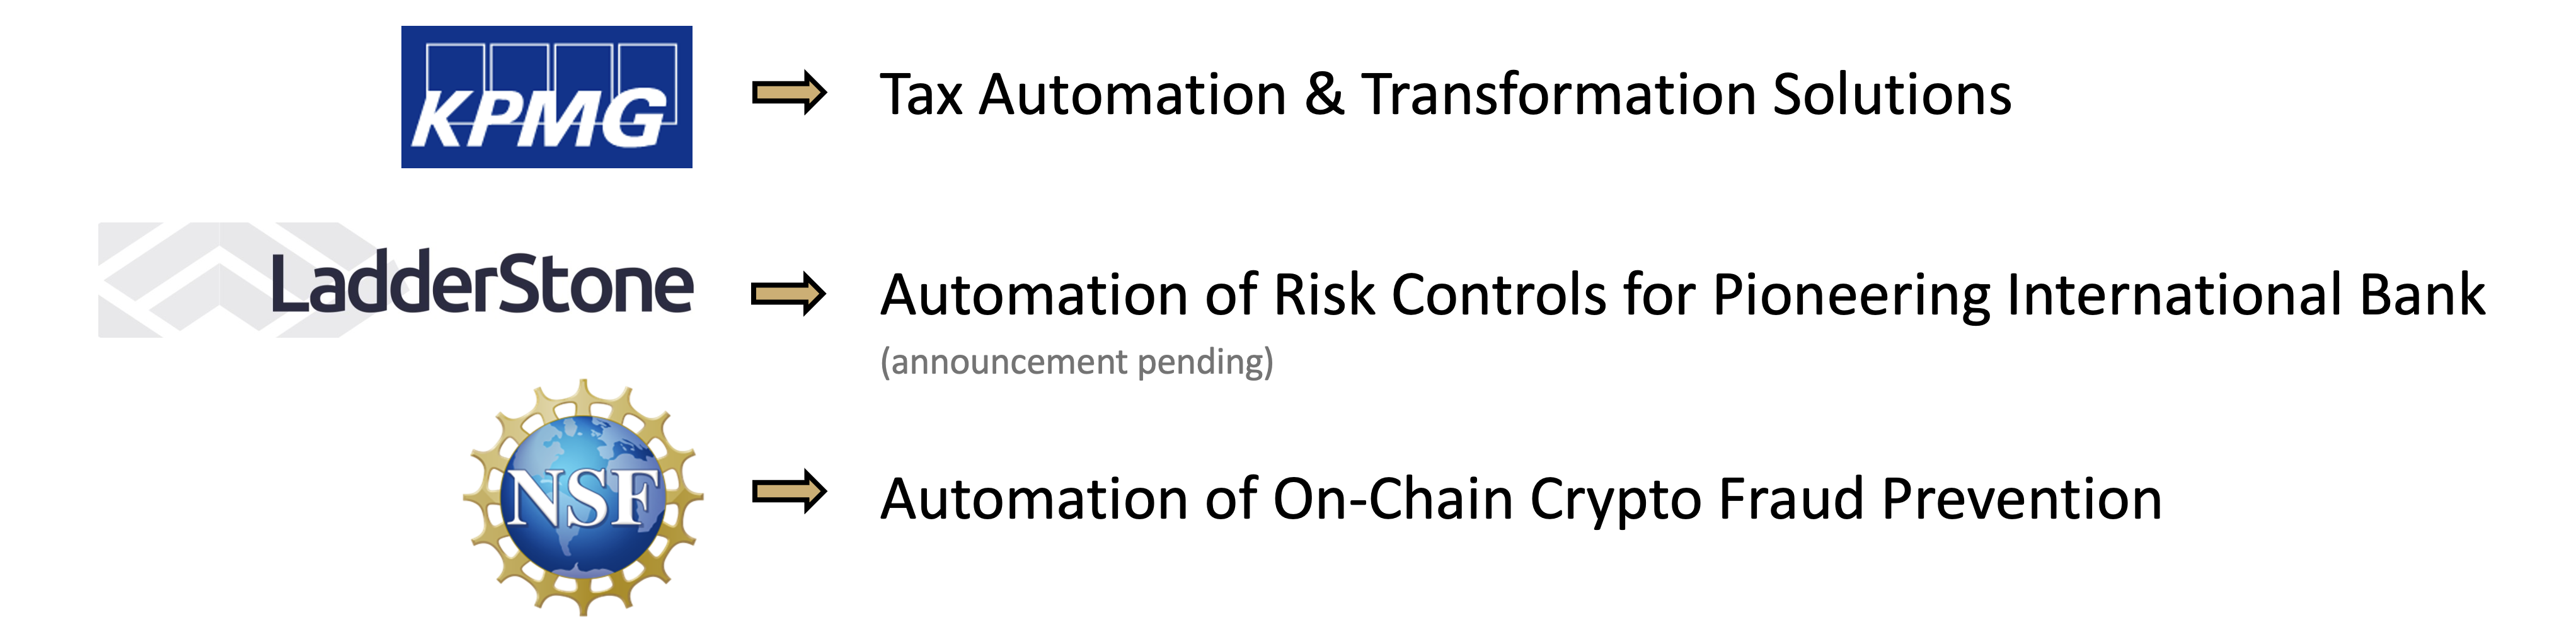 KPMG
Tax Automation & Transformation Solutions
LadderStone
Automation of Risk Controls for Pioneering International Bank
(announcement pending)
NSF
Automation of On-Chain Crypto Fraud Prevention